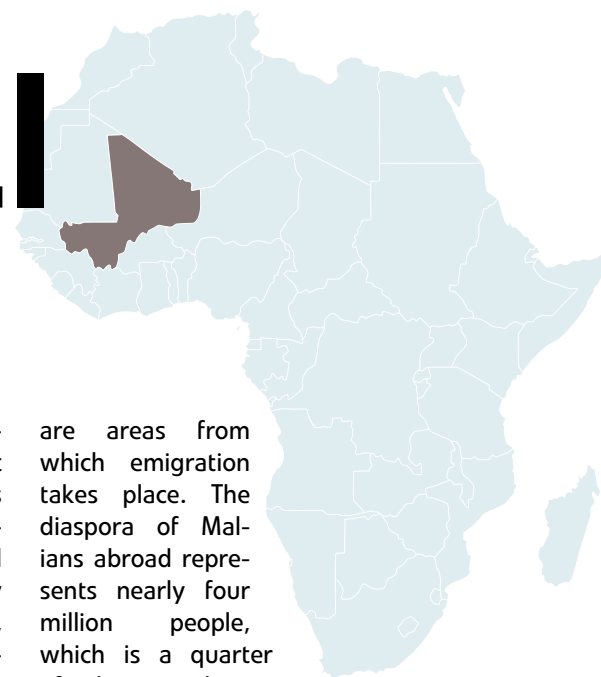 are areas from
which emigration
takes place. The
diaspora of Mal-
ians abroad repre-
sents nearly four
million people,
which is a quarter